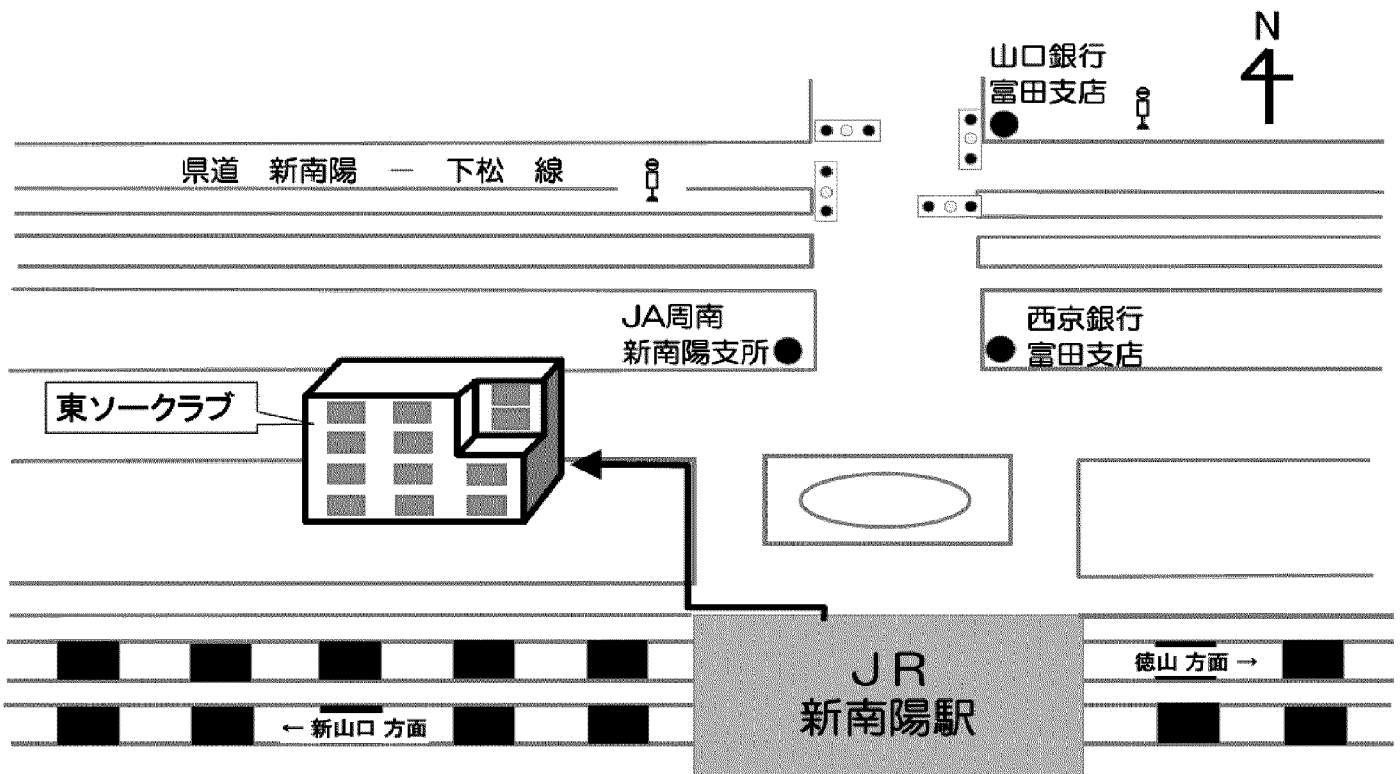 N
山口銀行
富田支店
県道 新南陽 － 下松 線
JA周南
新南陽支所
西京銀行
富田支店
東ソークラブ
JR
新南陽駅
徳山 方面 →
← 新山口 方面